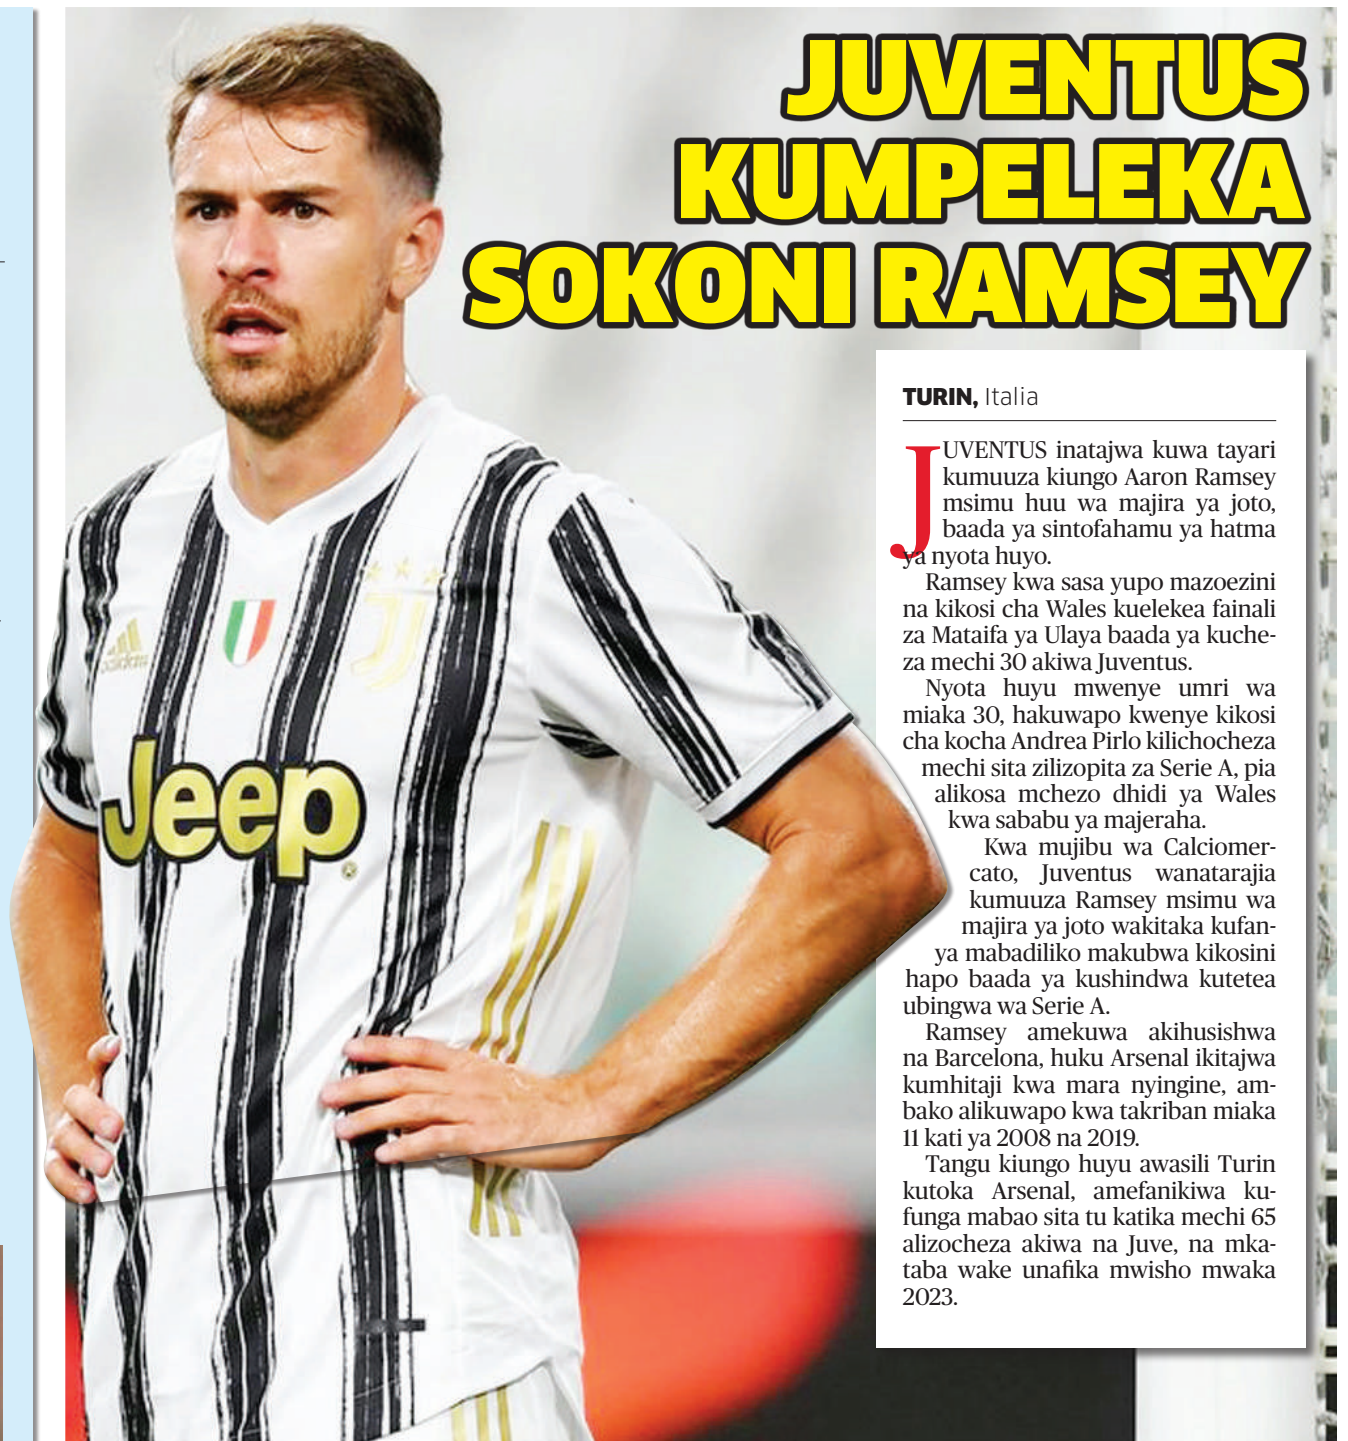 JUVENTUS
KUMPELEKA
SOKONI RAMSEY
TURIN, Italia
JUVENTUS inatajwa kuwa tayari
kumuuza kiungo Aaron Ramsey
msimu huu wa majira ya joto,
baada ya sintofahamu ya hatma
ya nyota huyo.
Ramsey kwa sasa yupo mazoezini
na kikosi cha Wales kuelekea fainali
za Mataifa ya Ulaya baada ya kuche-
za mechi 30 akiwa Juventus.
Nyota huyu mwenye umri wa
miaka 30, hakuwapo kwenye kikosi
cha kocha Andrea Pirlo kilichocheza
mechi sita zilizopita za Serie A, pia
alikosa mchezo dhidi ya Wales
kwa sababu ya majeraha.
Kwa mujibu wa Calciomer-
cato, Juventus wanatarajia
kumuuza Ramsey msimu wa
majira ya joto wakitaka kufan-
ya mabadiliko makubwa kikosini
hapo baada ya kushindwa kutetea
ubingwa wa Serie A.
Ramsey amekuwa akihusishwa
na Barcelona, huku Arsenal ikitajwa
kumhitaji kwa mara nyingine, am-
bako alikuwapo kwa takriban miaka
11 kati ya 2008 na 2019.
Tangu kiungo huyu awasili Turin
kutoka Arsenal, amefanikiwa ku-
funga mabao sita tu katika mechi 65
alizocheza akiwa na Juve, na mka-
taba wake unafika mwisho mwaka
2023.
adidas
Jeep